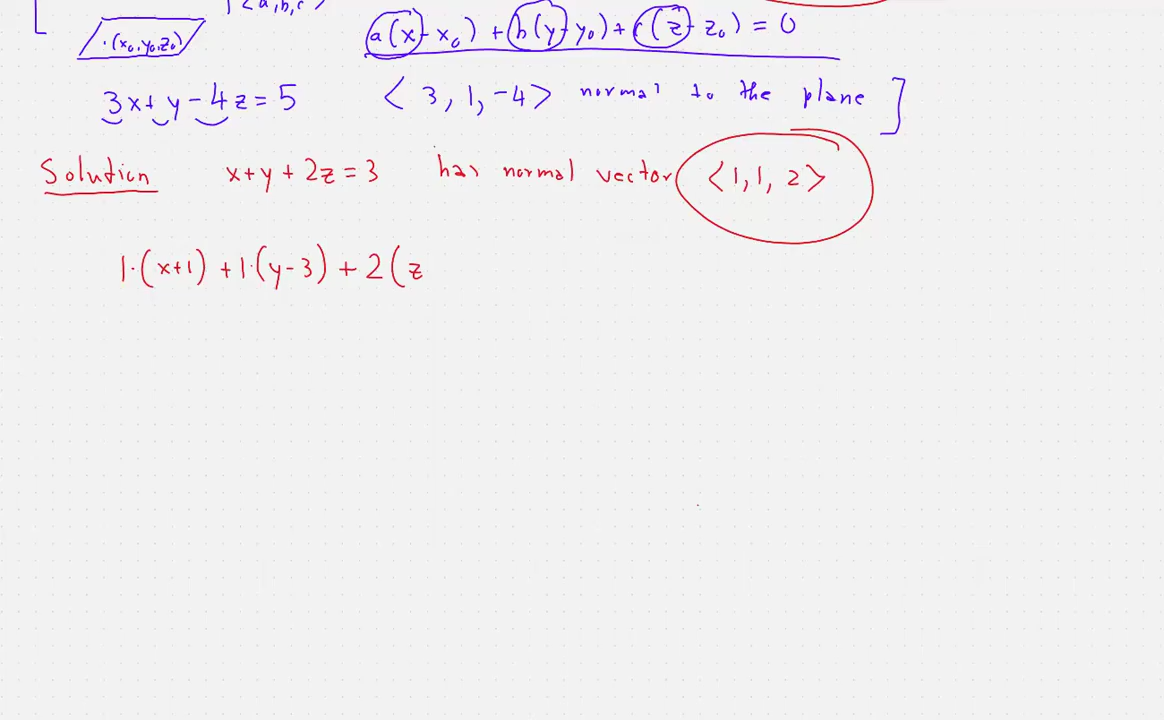 <a,b,c>
·(x₀,y₀,z₀) a(x-x₀) + b(y-y₀) + c(z-z₀) = 0
3x+y-4z=5 <3,1,-4> normal to the plane ]
Solution x+y+2z=3 has normal vector <1,1,2>
1·(x+1) +1·(y-3) + 2(z